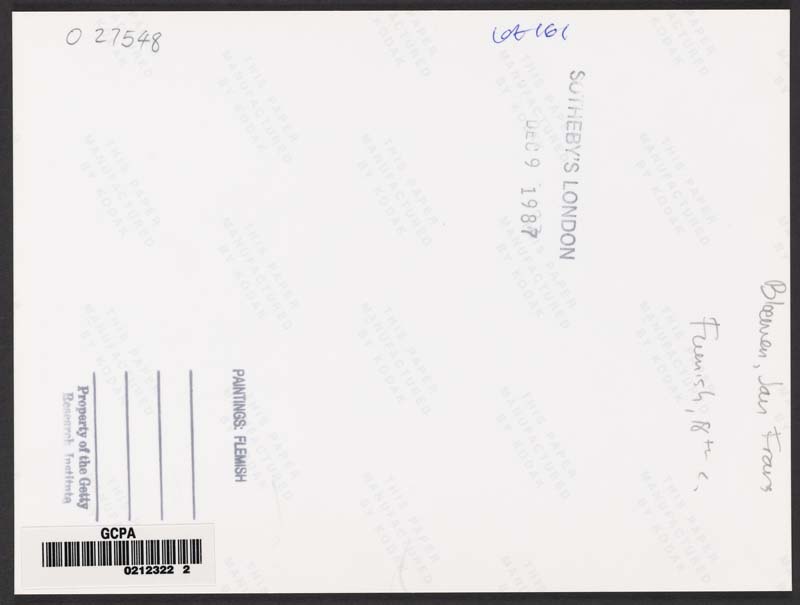 O 27548
Lot 161
SOTHEBY'S LONDON
DEC 9 1987
Bloemen, Jan Frans
Flemish, 18th c.
PAINTINGS: FLEMISH
Property of the Getty
Research Institute
GCPA
0212322 2
THIS PAPER
MANUFACTURED
BY KODAK